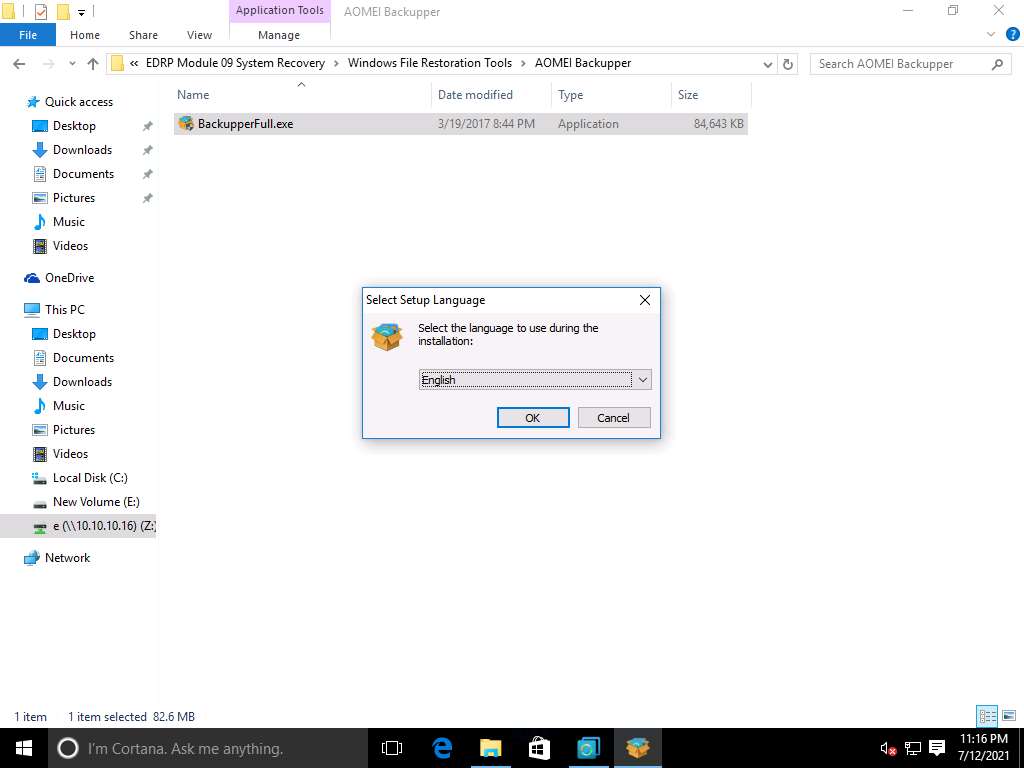 Application Tools
AOMEI Backupper
File
Home
Share
View
Manage
« EDRP Module 09 System Recovery > Windows File Restoration Tools > AOMEI Backupper
Search AOMEI Backupper
Name
Date modified
Type
Size
BackupperFull.exe
3/19/2017 8:44 PM
Application
84,643 KB
Quick access
Desktop
Downloads
Documents
Pictures
Music
Videos
OneDrive
This PC
Desktop
Documents
Downloads
Music
Pictures
Videos
Local Disk (C:)
New Volume (E:)
e (\\10.10.10.16) (Z:)
Network
Select Setup Language
Select the language to use during the
installation:
English
OK
Cancel
1 item
1 item selected 82.6 MB
I'm Cortana. Ask me anything.
11:16 PM
7/12/2021